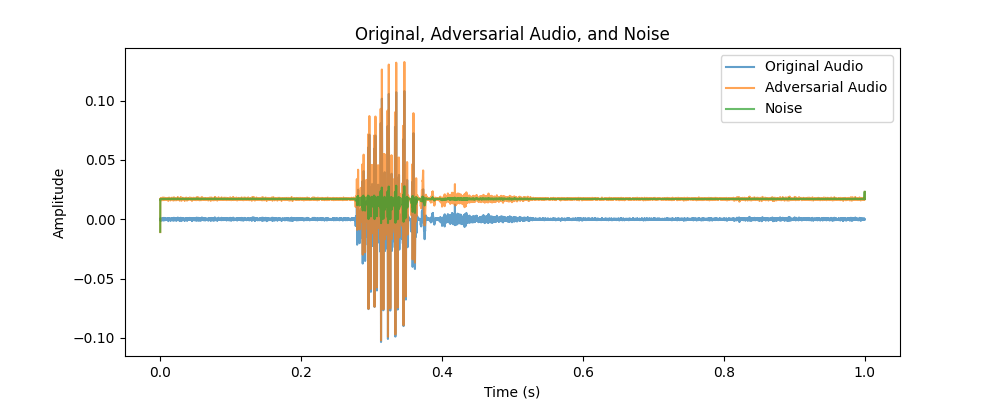 Original, Adversarial Audio, and Noise
Original Audio
Adversarial Audio
Noise
0.10
0.05
0.00
−0.05
−0.10
Amplitude
0.0 0.2 0.4 0.6 0.8 1.0
Time (s)